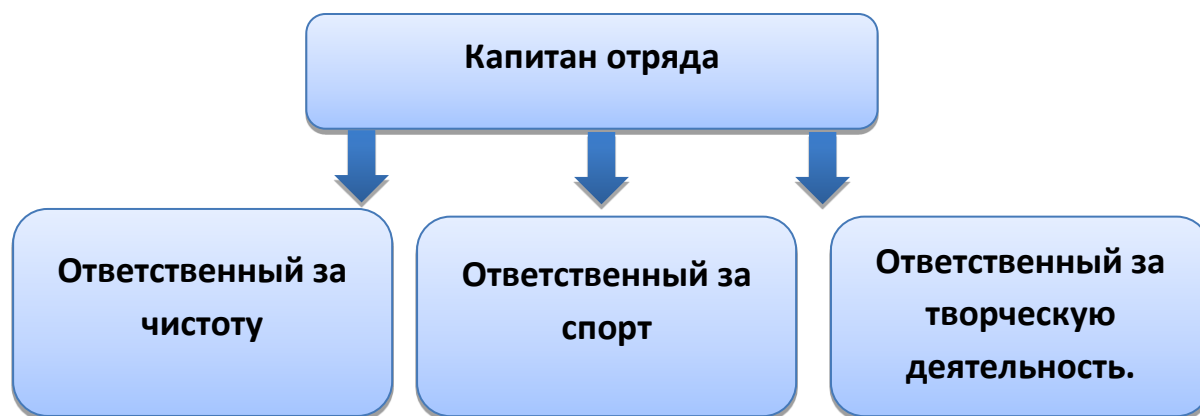 Капитан отряда
Ответственный за
чистоту
Ответственный за
спорт
Ответственный за
творческую
деятельность.